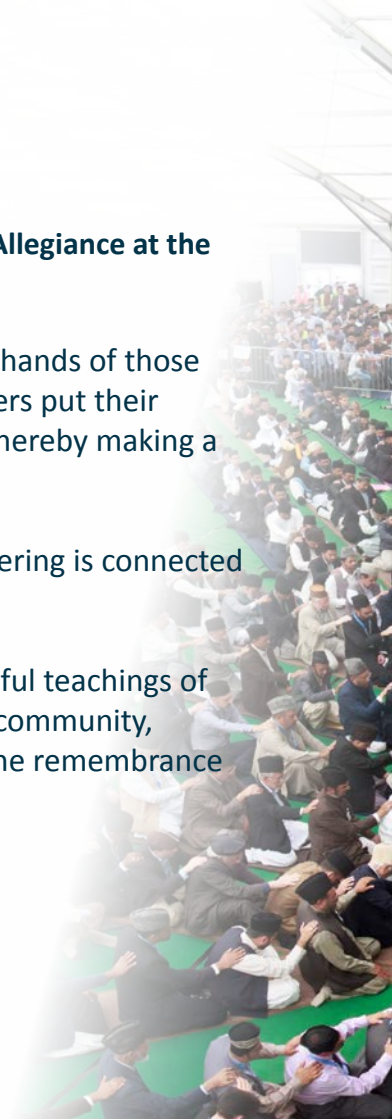 Allegiance at the
hands of those
ers put their
hereby making a
ering is connected
ful teachings of
community,
he remembrance